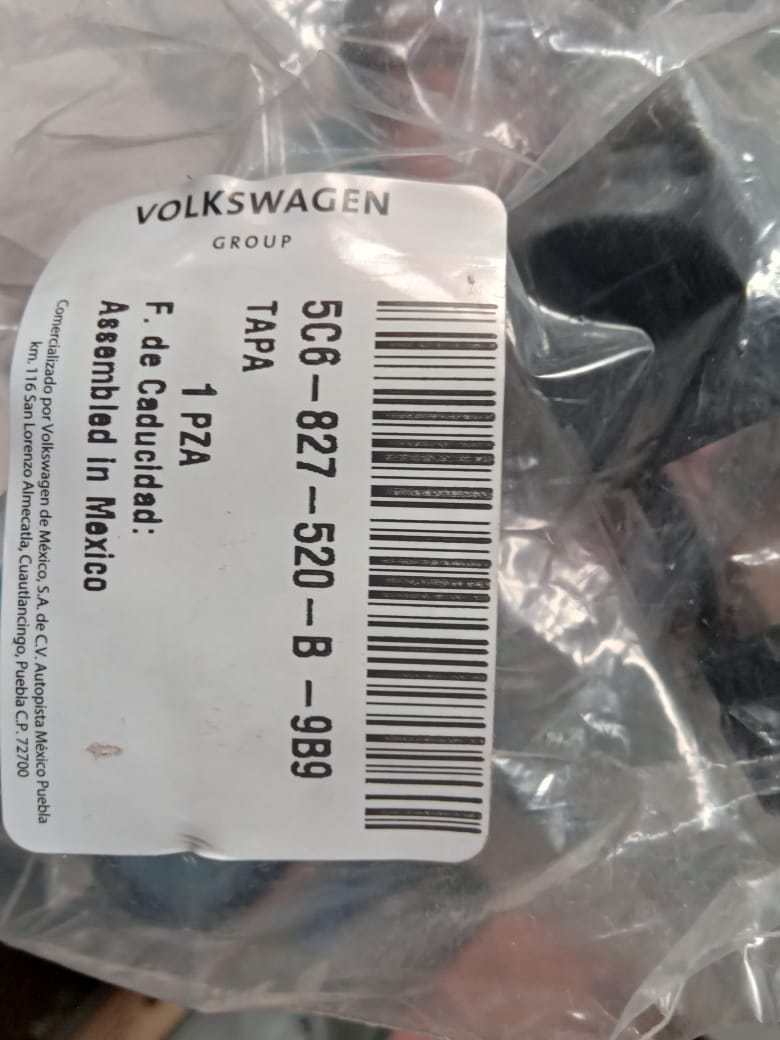 VOLKSWAGEN
GROUP
5C6-827-520-B -9B9
TAPA
1 PZA
F. de Caducidad:
Assembled in Mexico
Comercializado por Volkswagen de México, S.A. de C.V. Autopista México Puebla
km. 116 San Lorenzo Almecatla, Cuautlancingo, Puebla C.P. 72700